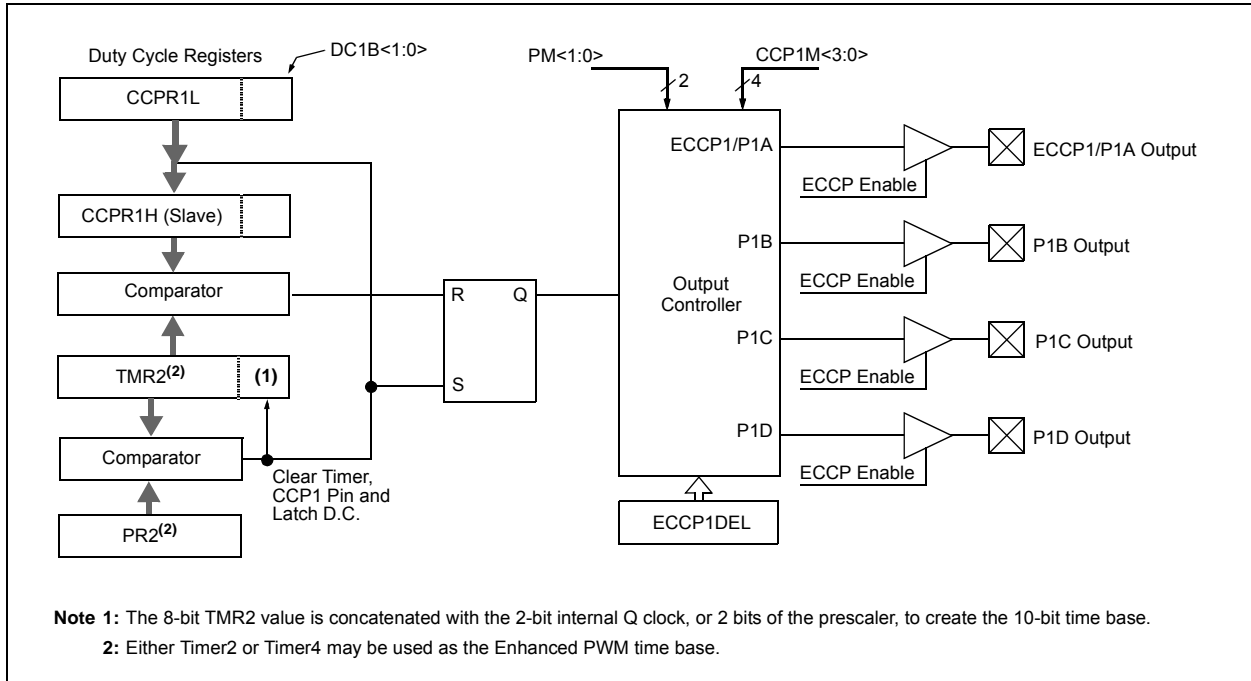 Duty Cycle Registers
DC1B<1:0>
CCPR1L
CCPR1H (Slave)
Comparator
TMR2(2)
(1)
Comparator
Clear Timer,
CCP1 Pin and
Latch D.C.
PR2(2)
R
Q
S
PM<1:0>
2
CCP1M<3:0>
4
Output
Controller
ECCP1/P1A
ECCP Enable
ECCP1/P1A Output
P1B
ECCP Enable
P1B Output
P1C
ECCP Enable
P1C Output
P1D
ECCP Enable
P1D Output
ECCP1DEL
Note 1: The 8-bit TMR2 value is concatenated with the 2-bit internal Q clock, or 2 bits of the prescaler, to create the 10-bit time base.
2: Either Timer2 or Timer4 may be used as the Enhanced PWM time base.